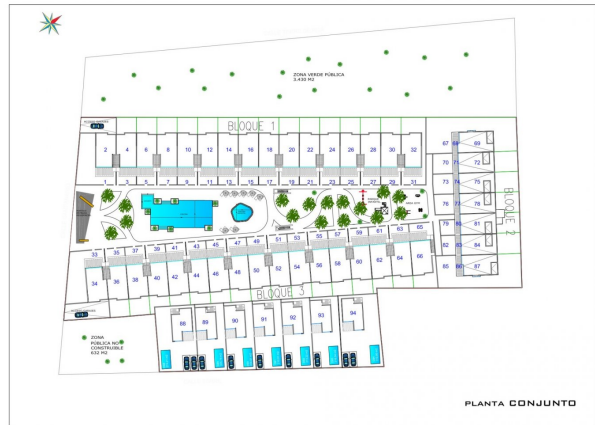 ZONA VERDE PÚBLICA
3.430 M2
BLOQUE 1
2 4 6 8 10 12 14 16 18 20 22 24 26 28 30 32
1 3 5 7 9 11 13 15 17 19 21 23 25 27 29 31
67 68 69
70 71 72
73 74 75
76 77 78
79 80 81
82 83 84
85 86 87
BLOQUE 2
33 35 37 39 41 43 45 47 49 51 53 55 57 59 61 63 65
34 36 38 40 42 44 46 48 50 52 54 56 58 60 62 64 66
BLOQUE 3
88 89 90 91 92 93 94
ZONA
PÚBLICA NO
CONSTRUIBLE
632 M2
PLANTA CONJUNTO